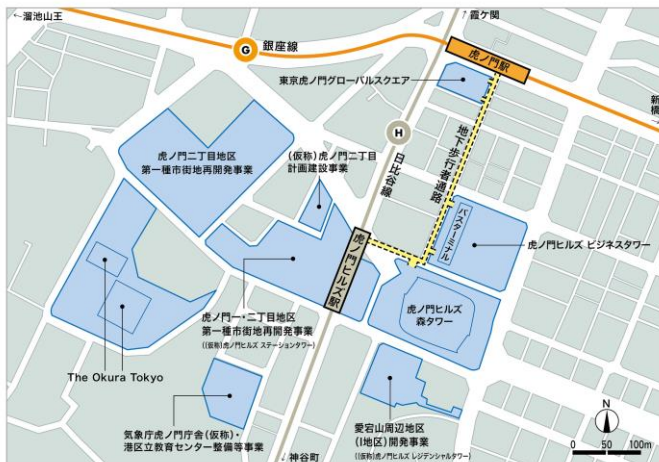 ←溜池山王
↗霞ケ関
G 銀座線
虎ノ門駅
東京虎ノ門グローバルスクエア
新橋↘
虎ノ門二丁目地区
第一種市街地再開発事業
(仮称)虎ノ門二丁目
計画建設事業
H
日比谷線
地下歩行者通路
バスターミナル
虎ノ門ヒルズ ビジネスタワー
虎ノ門ヒルズ駅
虎ノ門ヒルズ
森タワー
虎ノ門一・二丁目地区
第一種市街地再開発事業
((仮称)虎ノ門ヒルズ ステーションタワー)
The Okura Tokyo
気象庁虎ノ門庁舎(仮称)・
港区立教育センター整備等事業
↙神谷町
愛宕山周辺地区
(I地区)開発事業
((仮称)虎ノ門ヒルズ レジデンシャルタワー)
N
0 50 100m